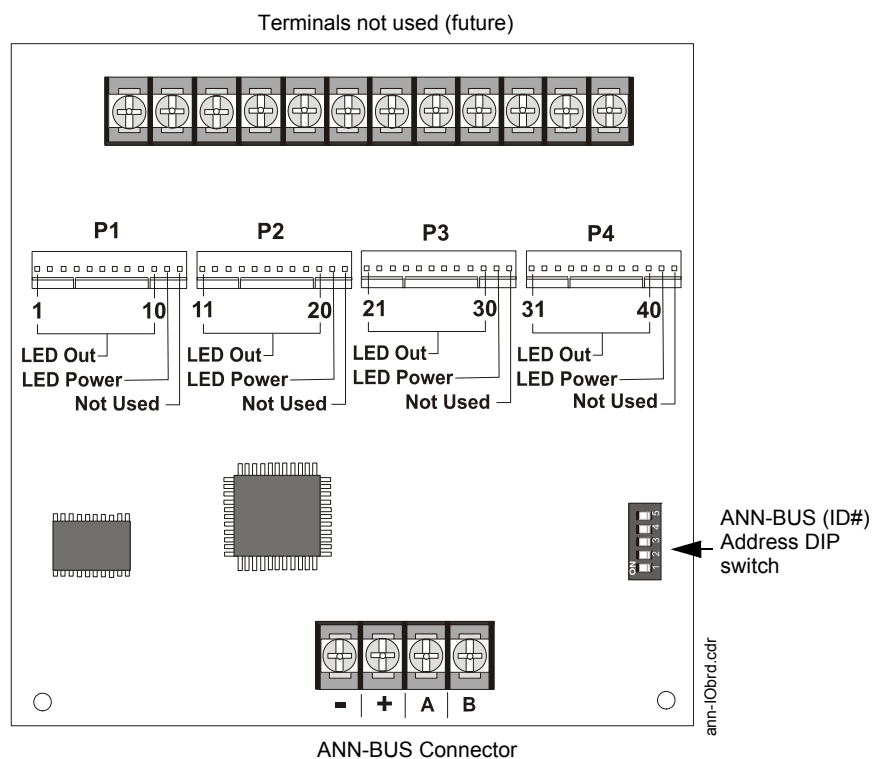 Terminals not used (future)
P1 P2 P3 P4
1 10 11 20 21 30 31 40
LED Out LED Out LED Out LED Out
LED Power LED Power LED Power LED Power
Not Used Not Used Not Used Not Used
ANN-BUS (ID#)
Address DIP
switch
ON 1 2 3 4 5
- + A B
ANN-BUS Connector
ann-IObrd.cdr